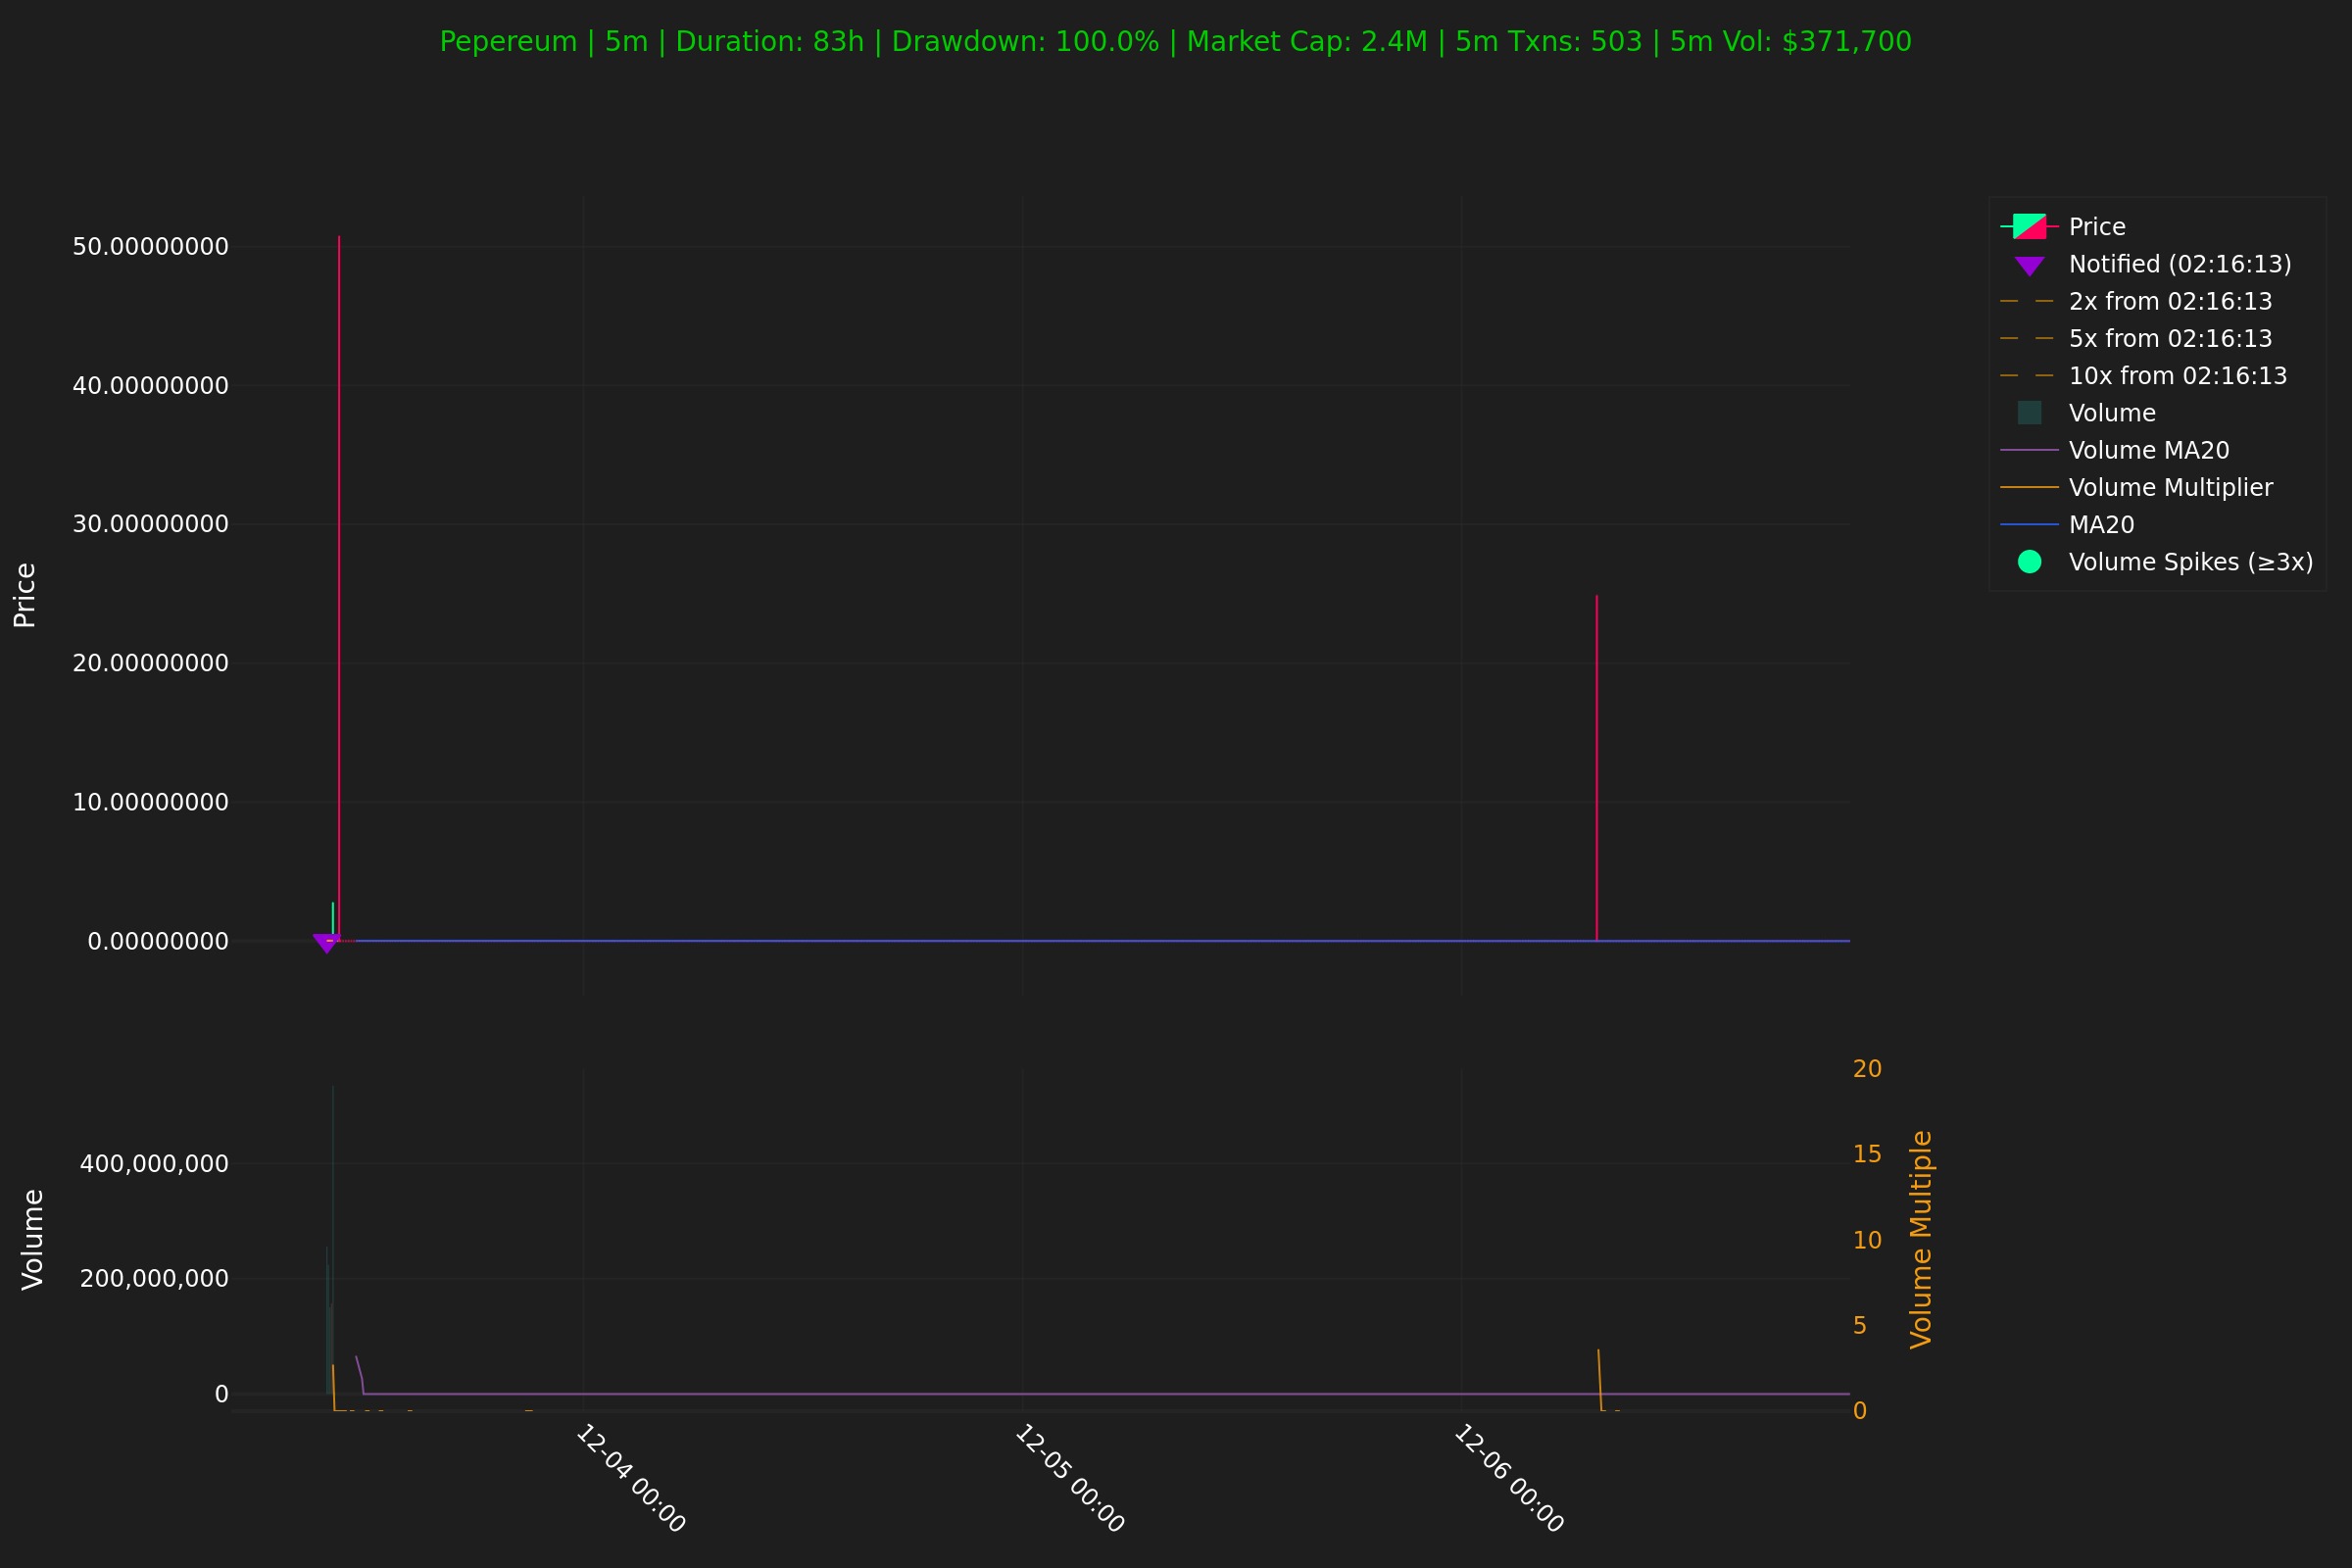 Pepereum | 5m | Duration: 83h | Drawdown: 100.0% | Market Cap: 2.4M | 5m Txns: 503 | 5m Vol: $371,700
Price
50.00000000
40.00000000
30.00000000
20.00000000
10.00000000
0.00000000
Price
Notified (02:16:13)
2x from 02:16:13
5x from 02:16:13
10x from 02:16:13
Volume
Volume MA20
Volume Multiplier
MA20
Volume Spikes (≥3x)
Volume
400,000,000
200,000,000
0
20
15
10
5
0
Volume Multiple
12-04 00:00
12-05 00:00
12-06 00:00